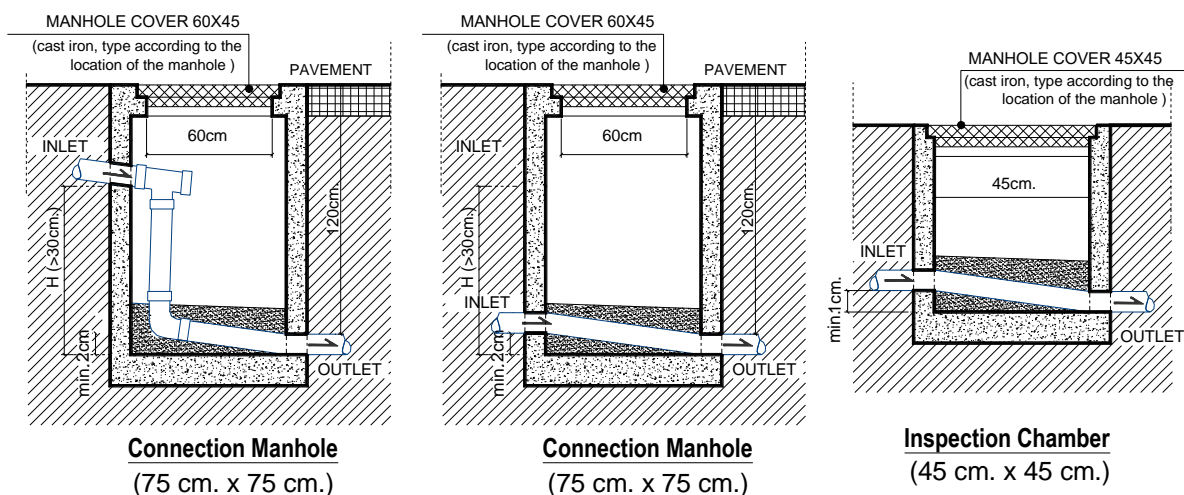 MANHOLE COVER 60X45
(cast iron, type according to the
location of the manhole )
PAVEMENT
60cm
INLET
H (>30cm.)
120cm.
min. 2cm
OUTLET
Connection Manhole
(75 cm. x 75 cm.)
MANHOLE COVER 60X45
(cast iron, type according to the
location of the manhole )
PAVEMENT
60cm
INLET
H (>30cm.)
120cm.
INLET
min. 2cm
OUTLET
Connection Manhole
(75 cm. x 75 cm.)
MANHOLE COVER 45X45
(cast iron, type according to the
location of the manhole )
45cm.
INLET
min.1cm.
OUTLET
Inspection Chamber
(45 cm. x 45 cm.)